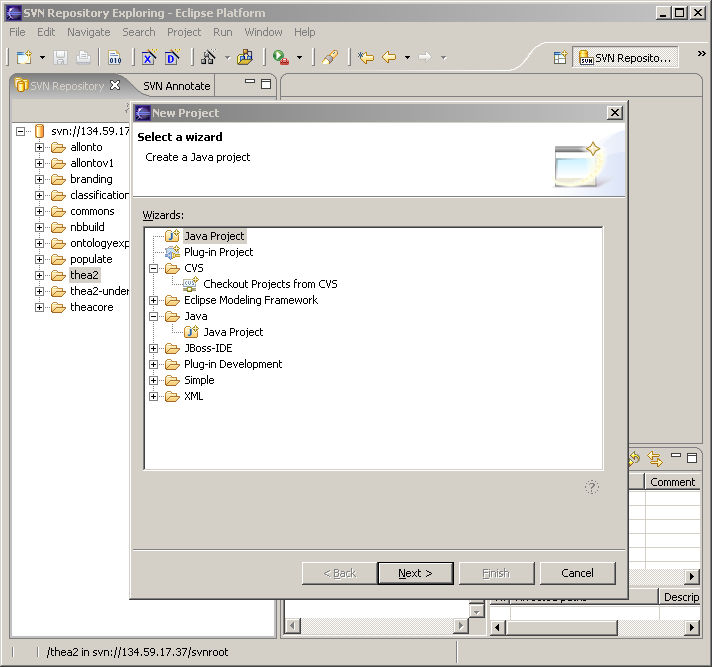 SVN Repository Exploring - Eclipse Platform
File Edit Navigate Search Project Run Window Help
SVN Reposito...
SVN Repository
SVN Annotate
New Project
Select a wizard
Create a Java project
Wizards:
Java Project
Plug-in Project
CVS
Checkout Projects from CVS
Eclipse Modeling Framework
Java
Java Project
JBoss-IDE
Plug-in Development
Simple
XML
< Back
Next >
Finish
Cancel
svn://134.59.17
allonto
allontov1
branding
classification
commons
nbbuild
ontologyexp
populate
thea2
thea2-under
theacore
Comment
Descrip
/thea2 in svn://134.59.17.37/svnroot